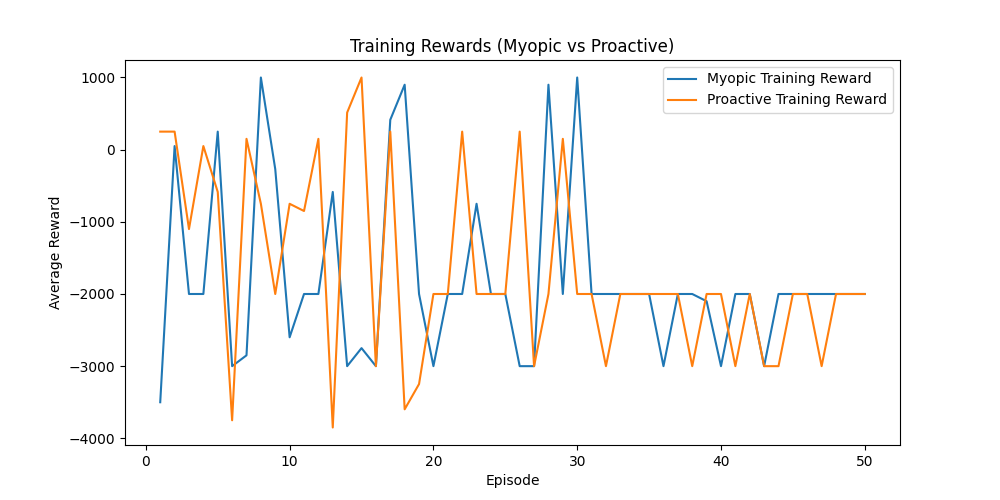 Training Rewards (Myopic vs Proactive)
Myopic Training Reward
Proactive Training Reward
Average Reward
1000
0
−1000
−2000
−3000
−4000
0 10 20 30 40 50
Episode